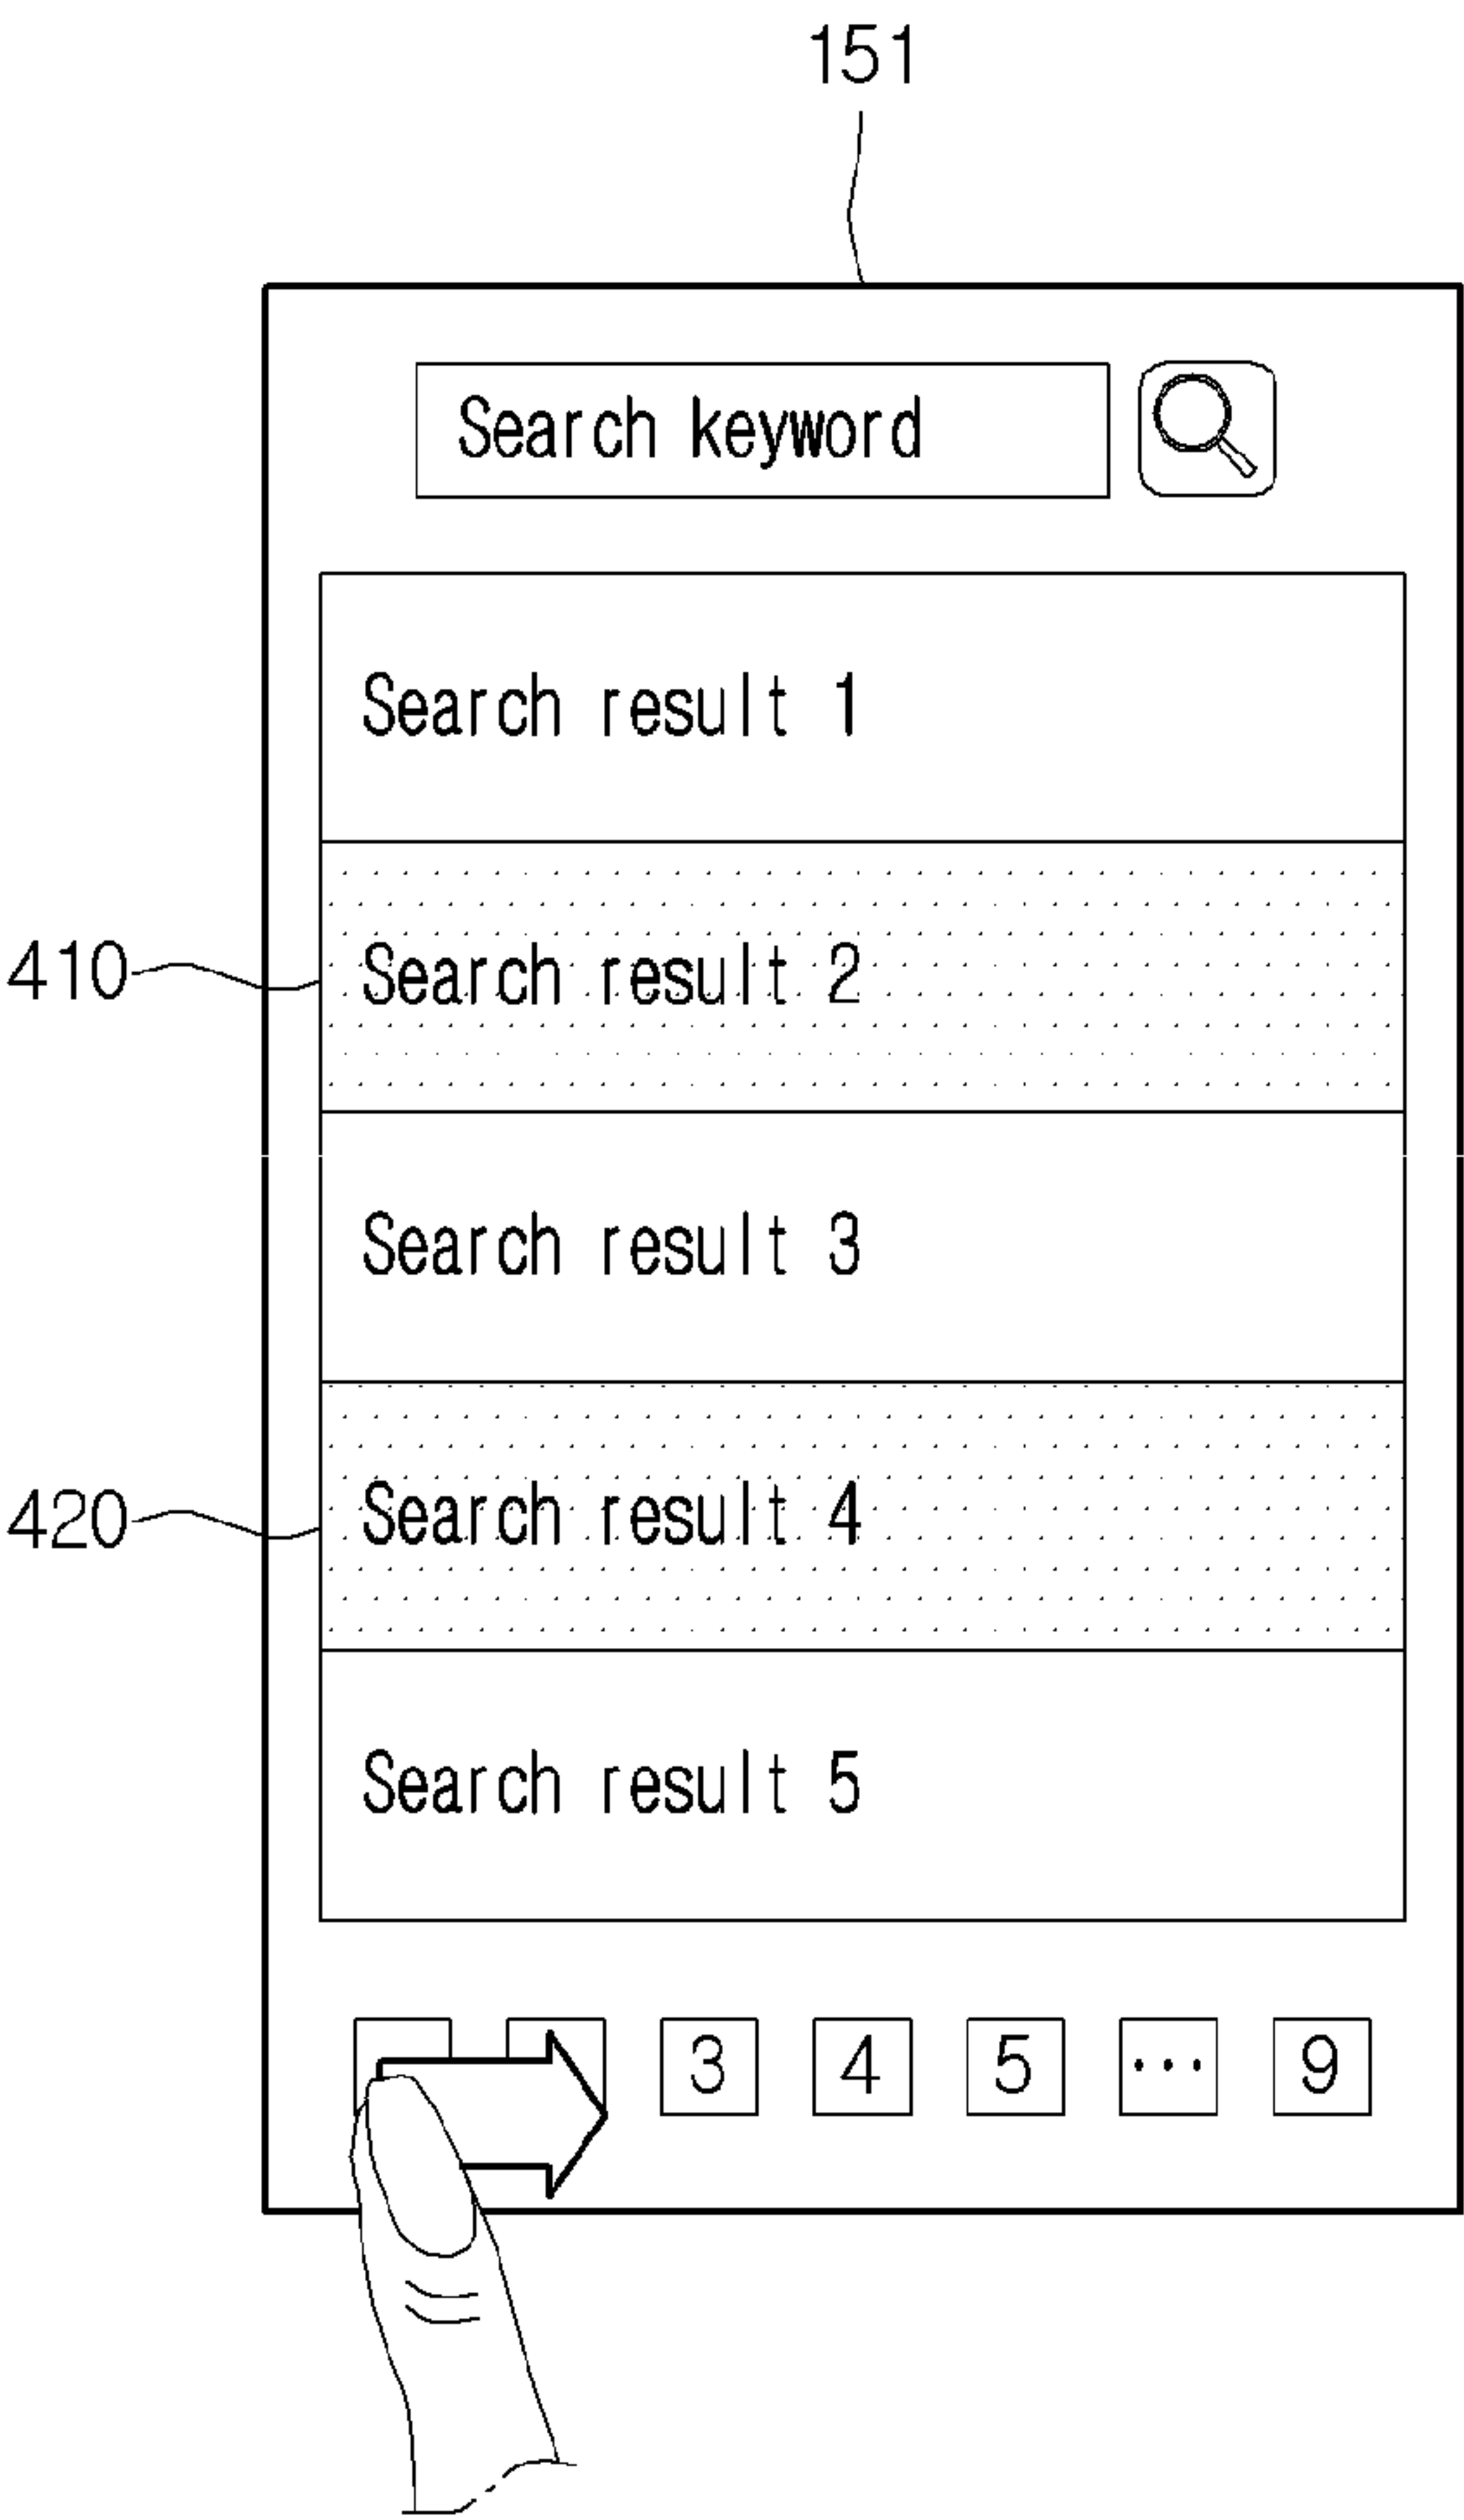 151
Search keyword
Search result 1
410
Search result 2
Search result 3
420
Search result 4
Search result 5
3 4 5 ... 9